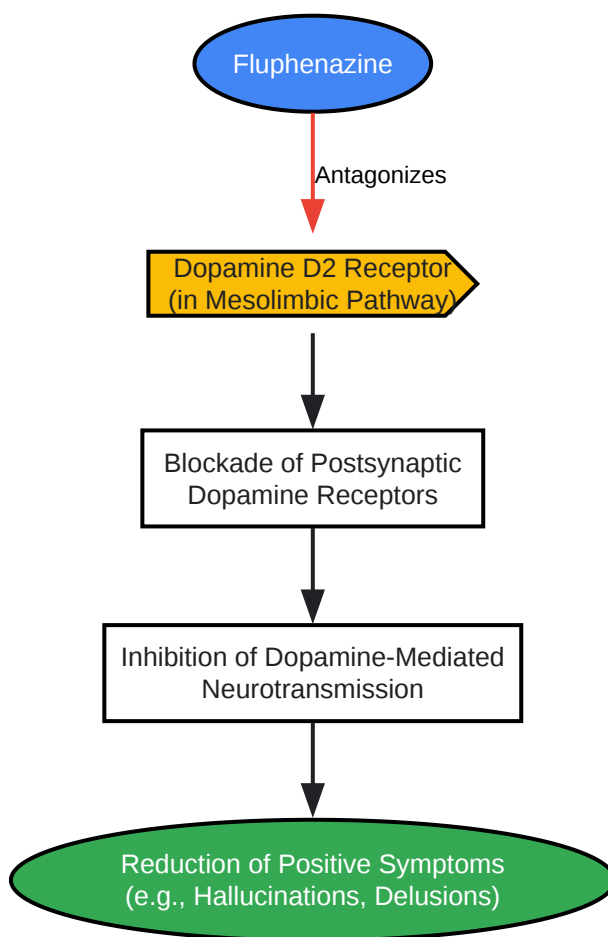 Fluphenazine
Antagonizes
Dopamine D2 Receptor
(in Mesolimbic Pathway)
Blockade of Postsynaptic
Dopamine Receptors
Inhibition of Dopamine-Mediated
Neurotransmission
Reduction of Positive Symptoms
(e.g., Hallucinations, Delusions)